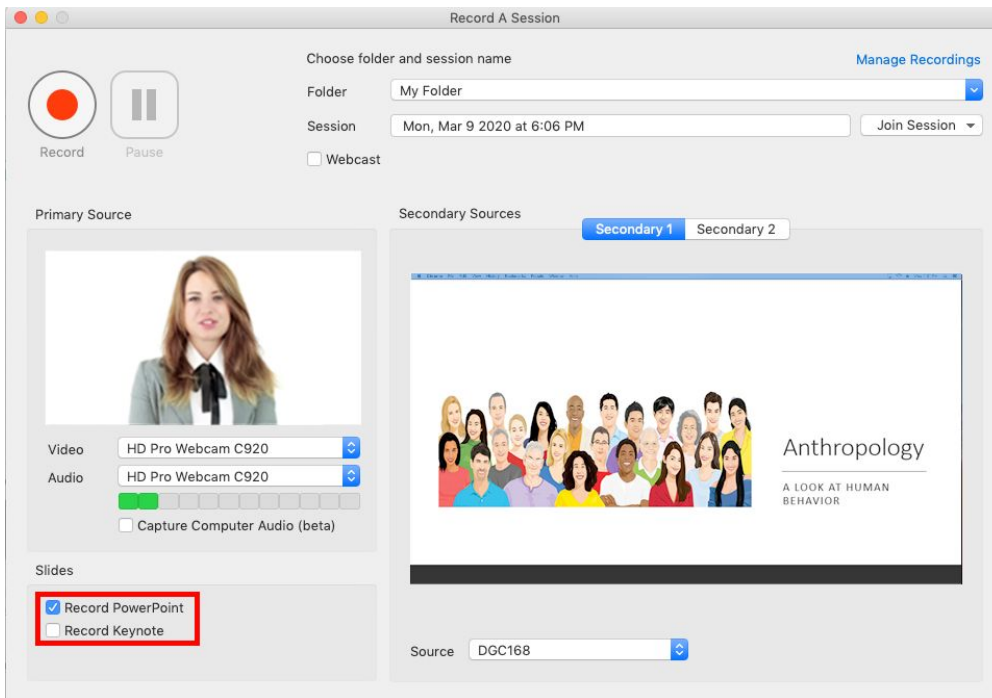 Record A Session
Choose folder and session name
Manage Recordings
Folder
My Folder
Session
Mon, Mar 9 2020 at 6:06 PM
Join Session
Record
Pause
Webcast
Primary Source
Secondary Sources
Secondary 1
Secondary 2
Video
HD Pro Webcam C920
Audio
HD Pro Webcam C920
Capture Computer Audio (beta)
Anthropology
A LOOK AT HUMAN
BEHAVIOR
Slides
Record PowerPoint
Record Keynote
Source
DGC168